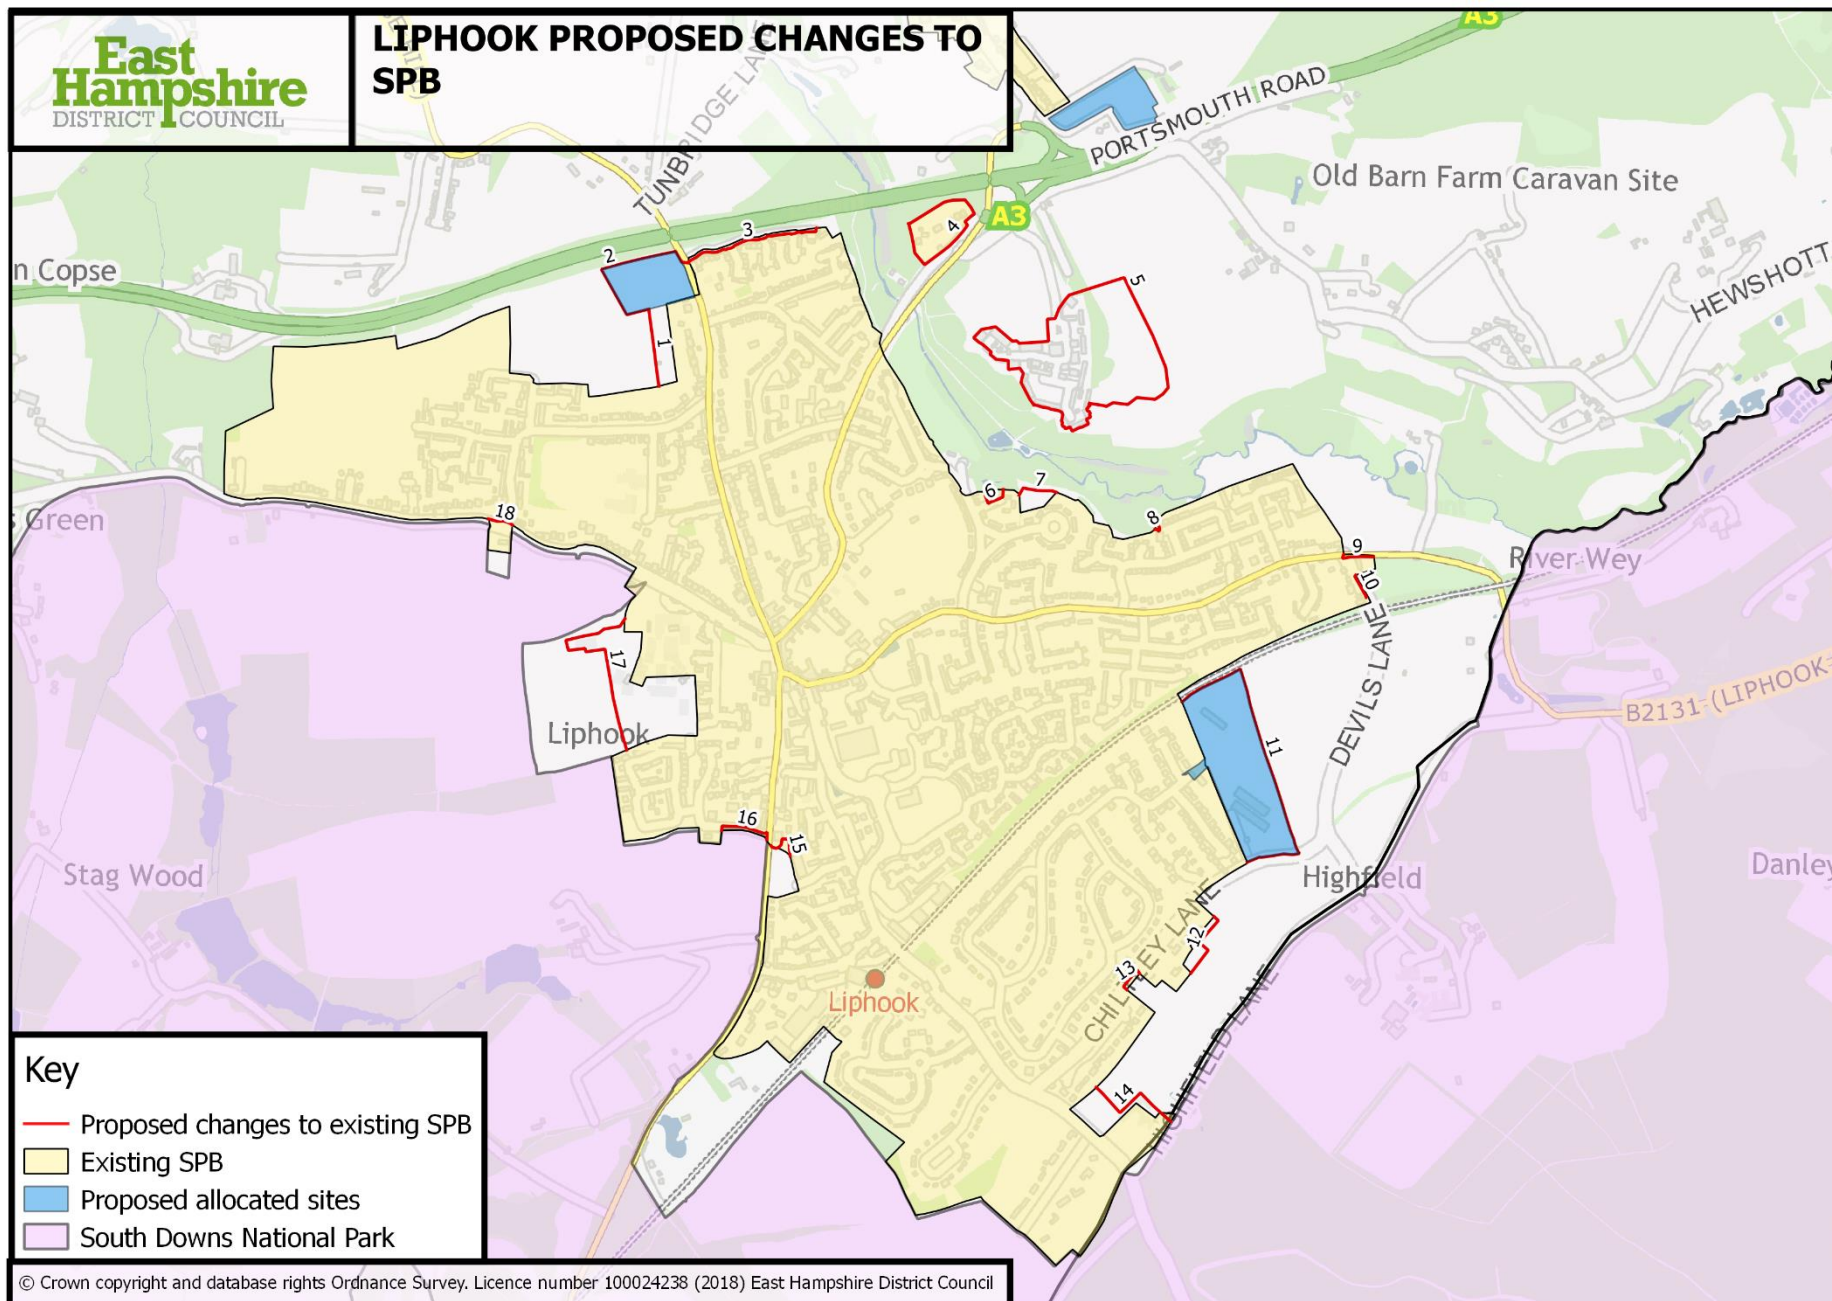 East
Hampshire
DISTRICT COUNCIL
LIPHOOK PROPOSED CHANGES TO
SPB
A3
TUNBRIDGE LANE
PORTSMOUTH ROAD
Old Barn Farm Caravan Site
A3
HEWSHOTT
n Copse
1
2
3
4
5
6
7
8
9
10
11
12
13
14
15
16
17
18
Green
River Wey
DEVILS LANE
B2131 (LIPHOOK
Liphook
Stag Wood
Highfield
Danley
CHILTLEY LANE
HIGHFIELD LANE
Liphook
Key
Proposed changes to existing SPB
Existing SPB
Proposed allocated sites
South Downs National Park
© Crown copyright and database rights Ordnance Survey. Licence number 100024238 (2018) East Hampshire District Council